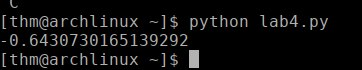 C
[thm@archlinux ~]$ python lab4.py
-0.6430730165139292
[thm@archlinux ~]$